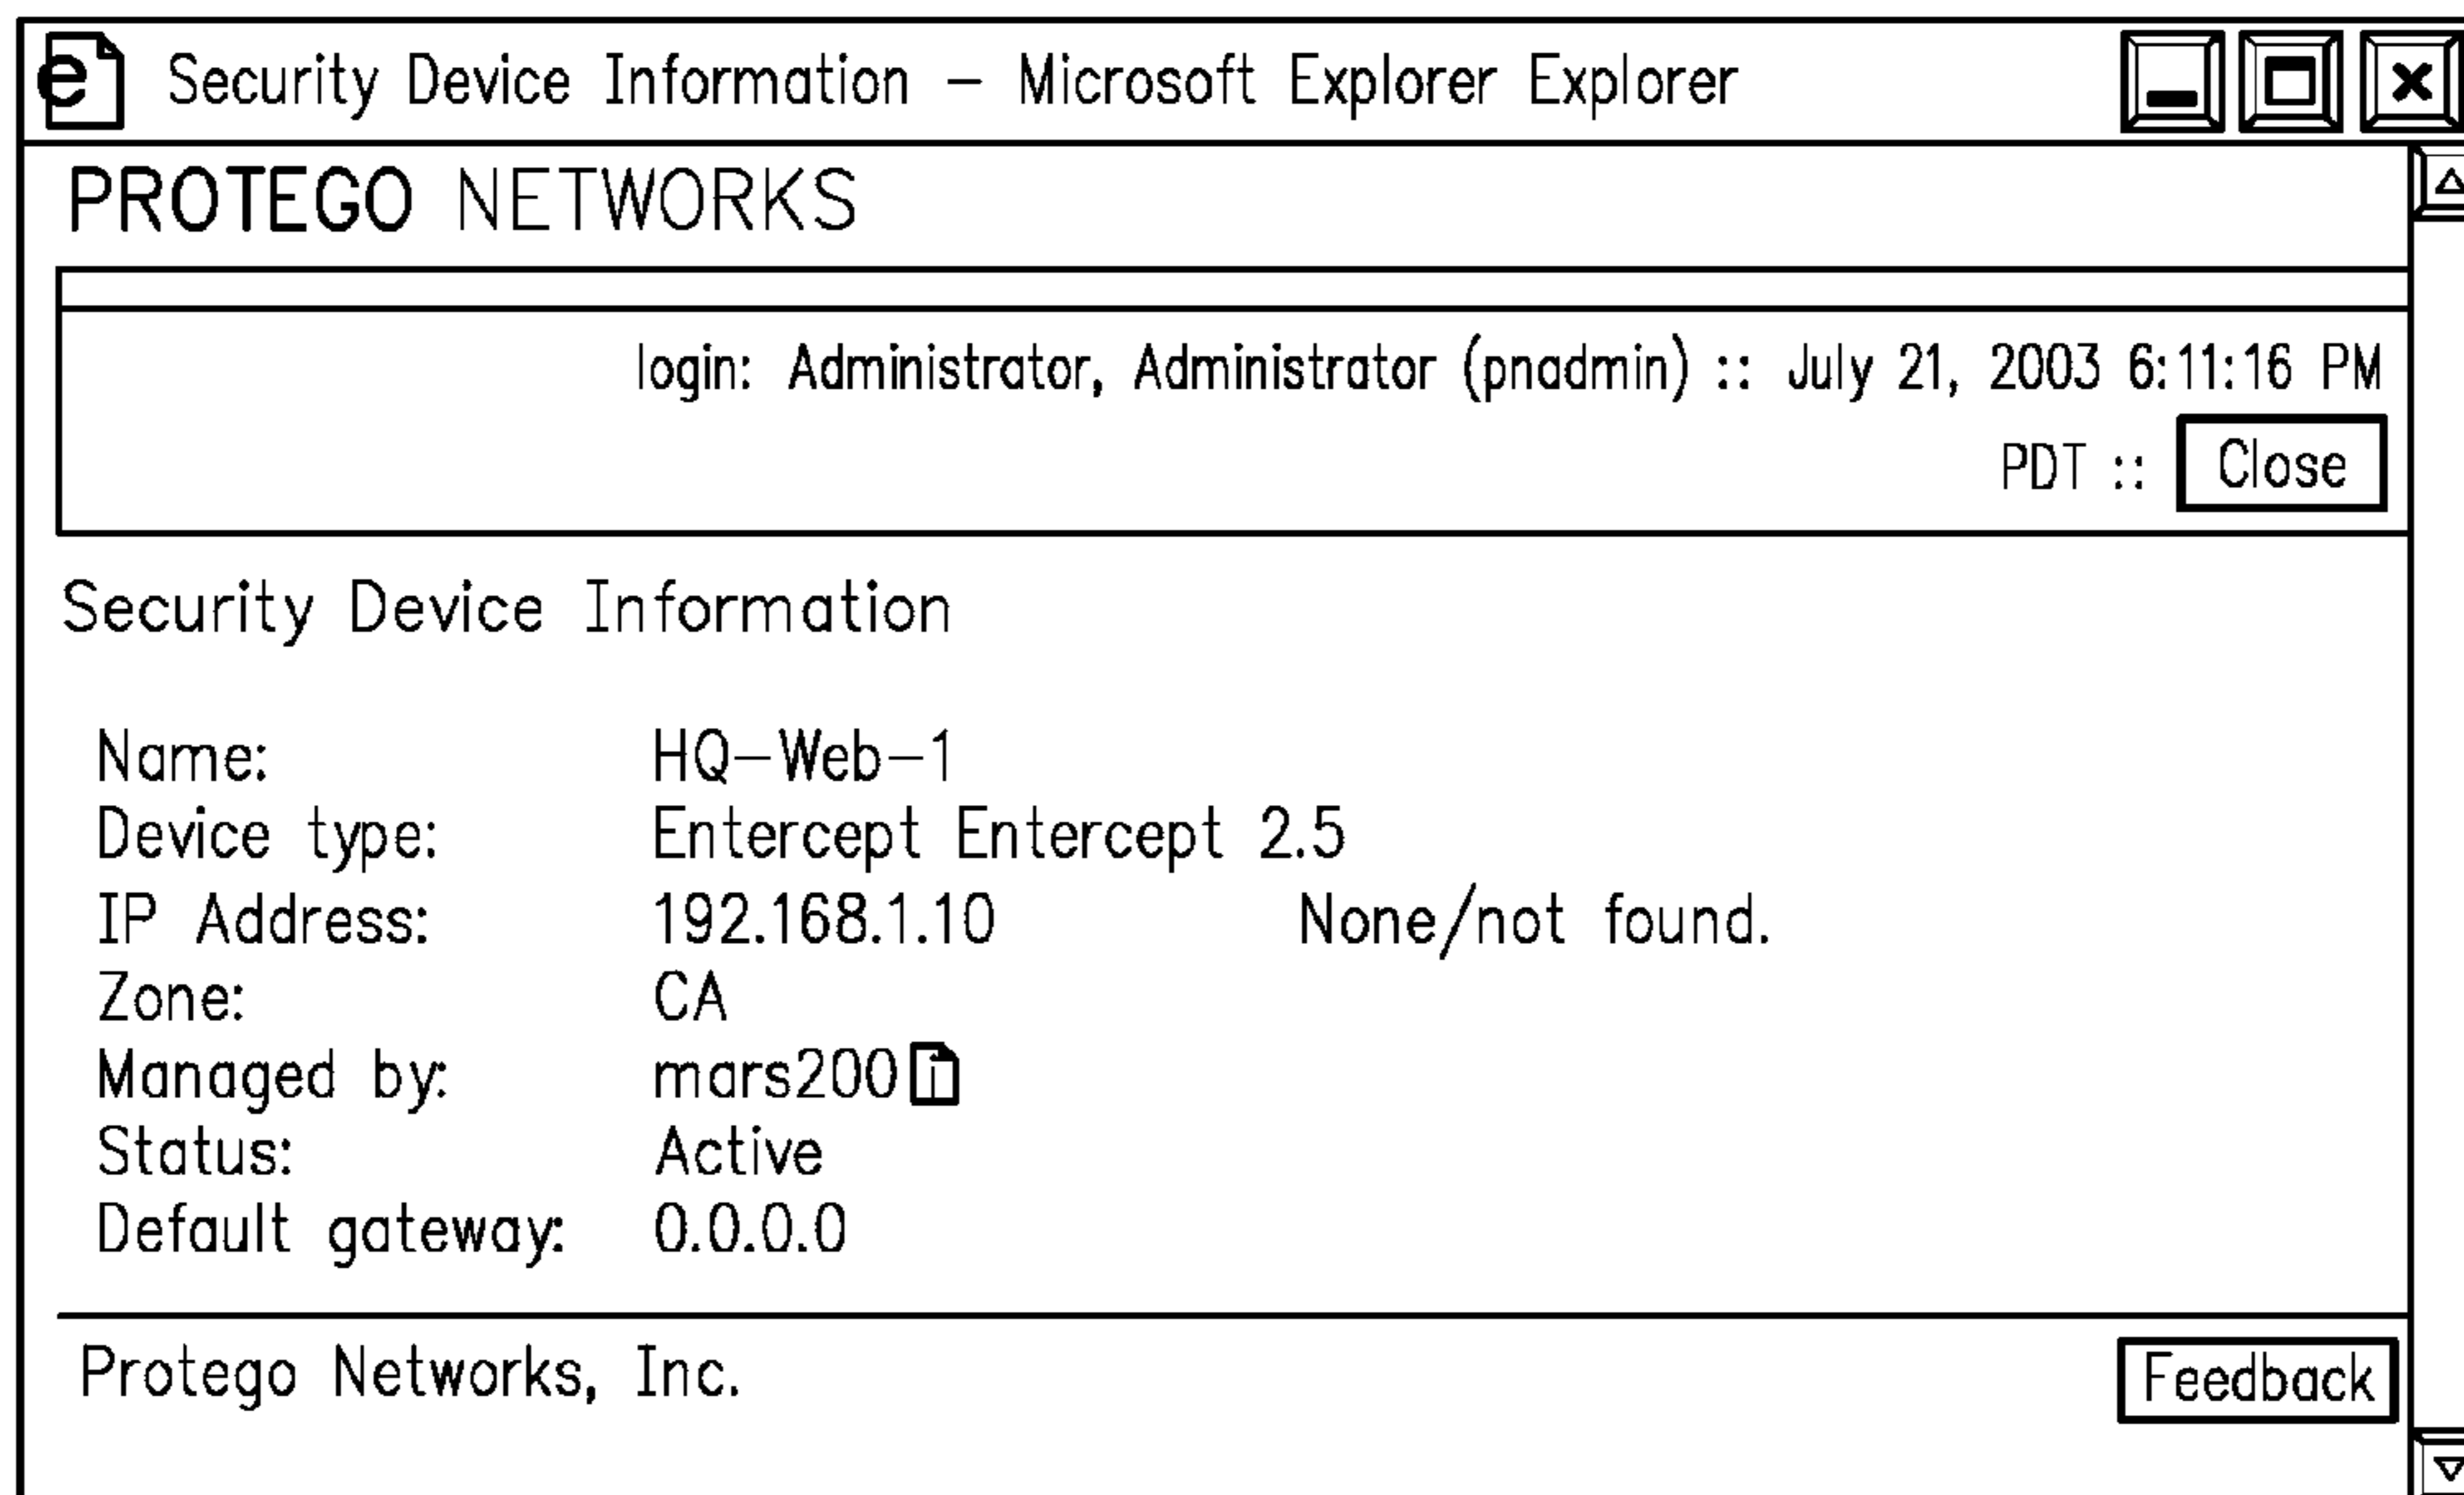 e Security Device Information – Microsoft Explorer Explorer
PROTEGO NETWORKS
login: Administrator, Administrator (pnadmin) :: July 21, 2003 6:11:16 PM
PDT :: Close
Security Device Information
Name: HQ–Web–1
Device type: Entercept Entercept 2.5
IP Address: 192.168.1.10 None/not found.
Zone: CA
Managed by: mars200 i
Status: Active
Default gateway: 0.0.0.0
Protego Networks, Inc. Feedback